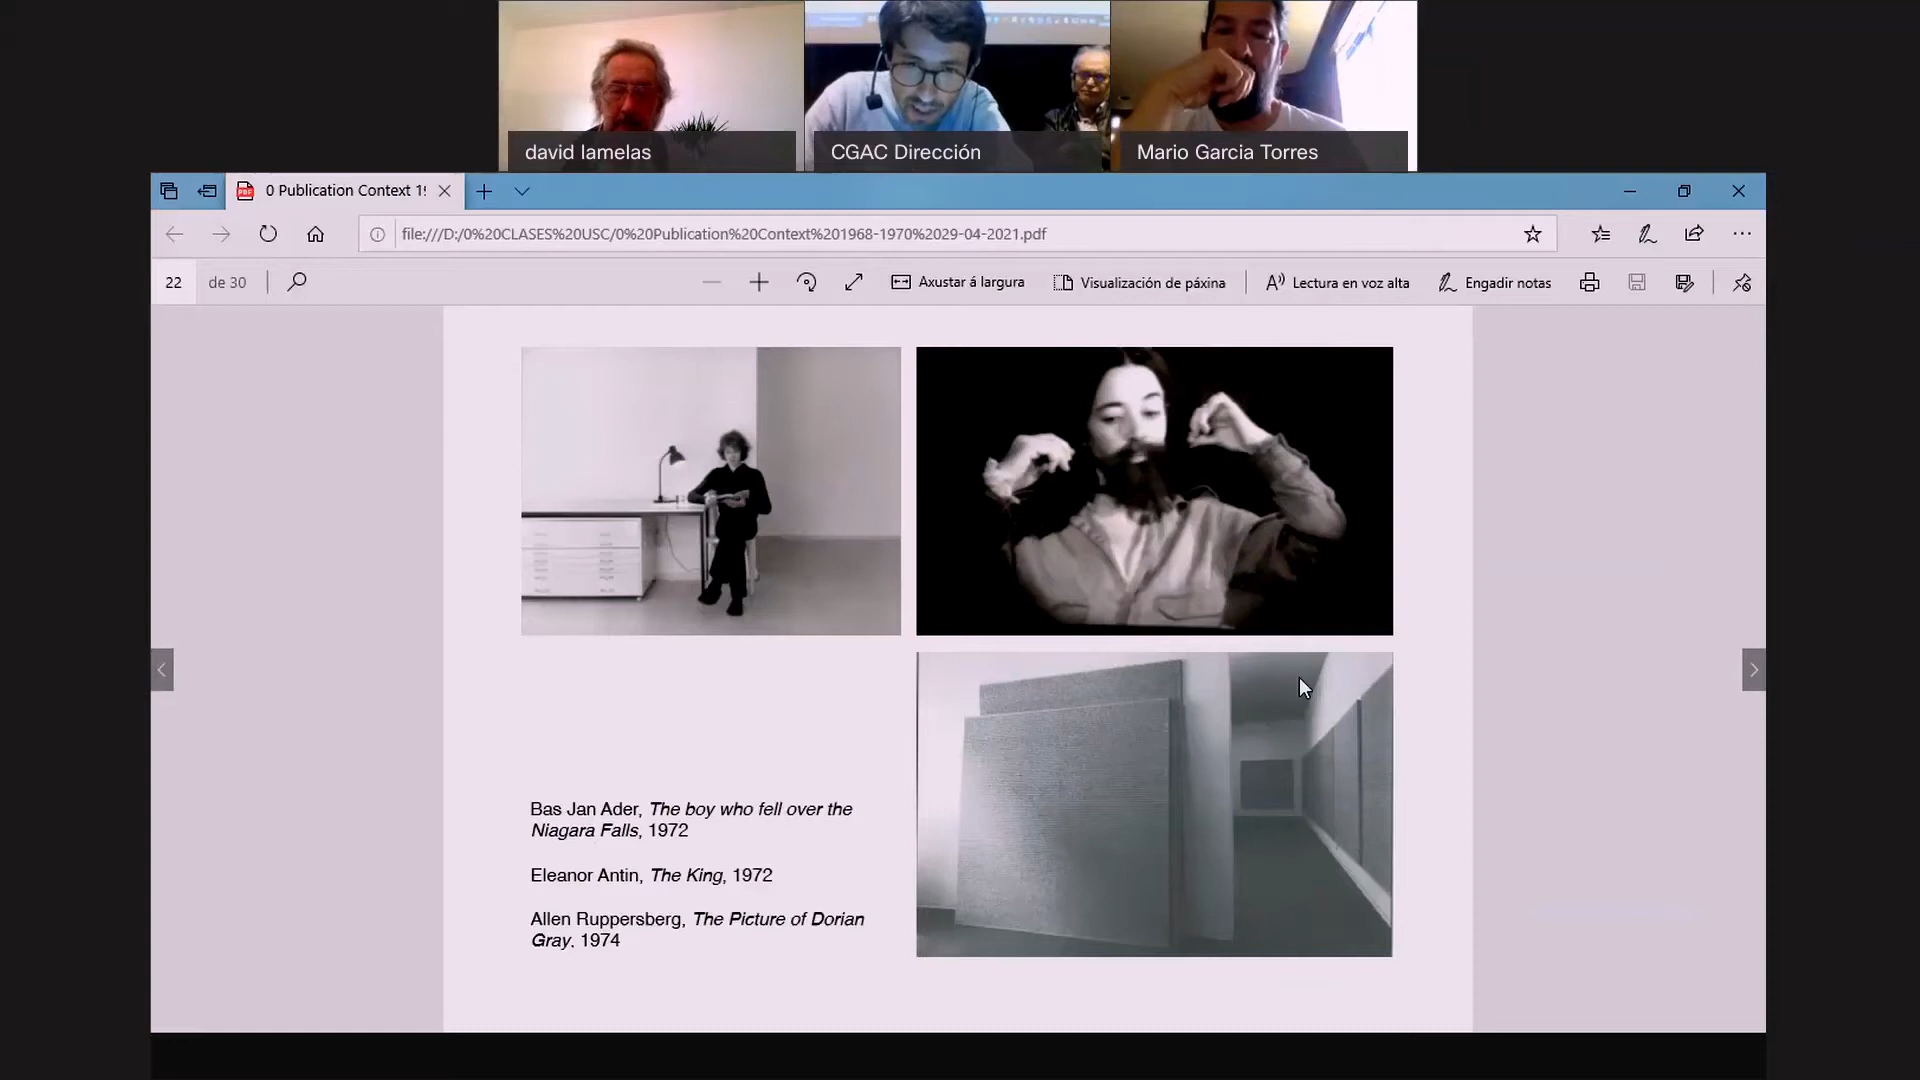 david lamelas
CGAC Dirección
Mario Garcia Torres
0 Publication Context 19
file:///D:/0%20CLASES%20USC/0%20Publication%20Context%201968-1970%2029-04-2021.pdf
22 de 30
Axustar á largura
Visualización de páxina
Lectura en voz alta
Engadir notas
Bas Jan Ader, The boy who fell over the
Niagara Falls, 1972
Eleanor Antin, The King, 1972
Allen Ruppersberg, The Picture of Dorian
Gray, 1974